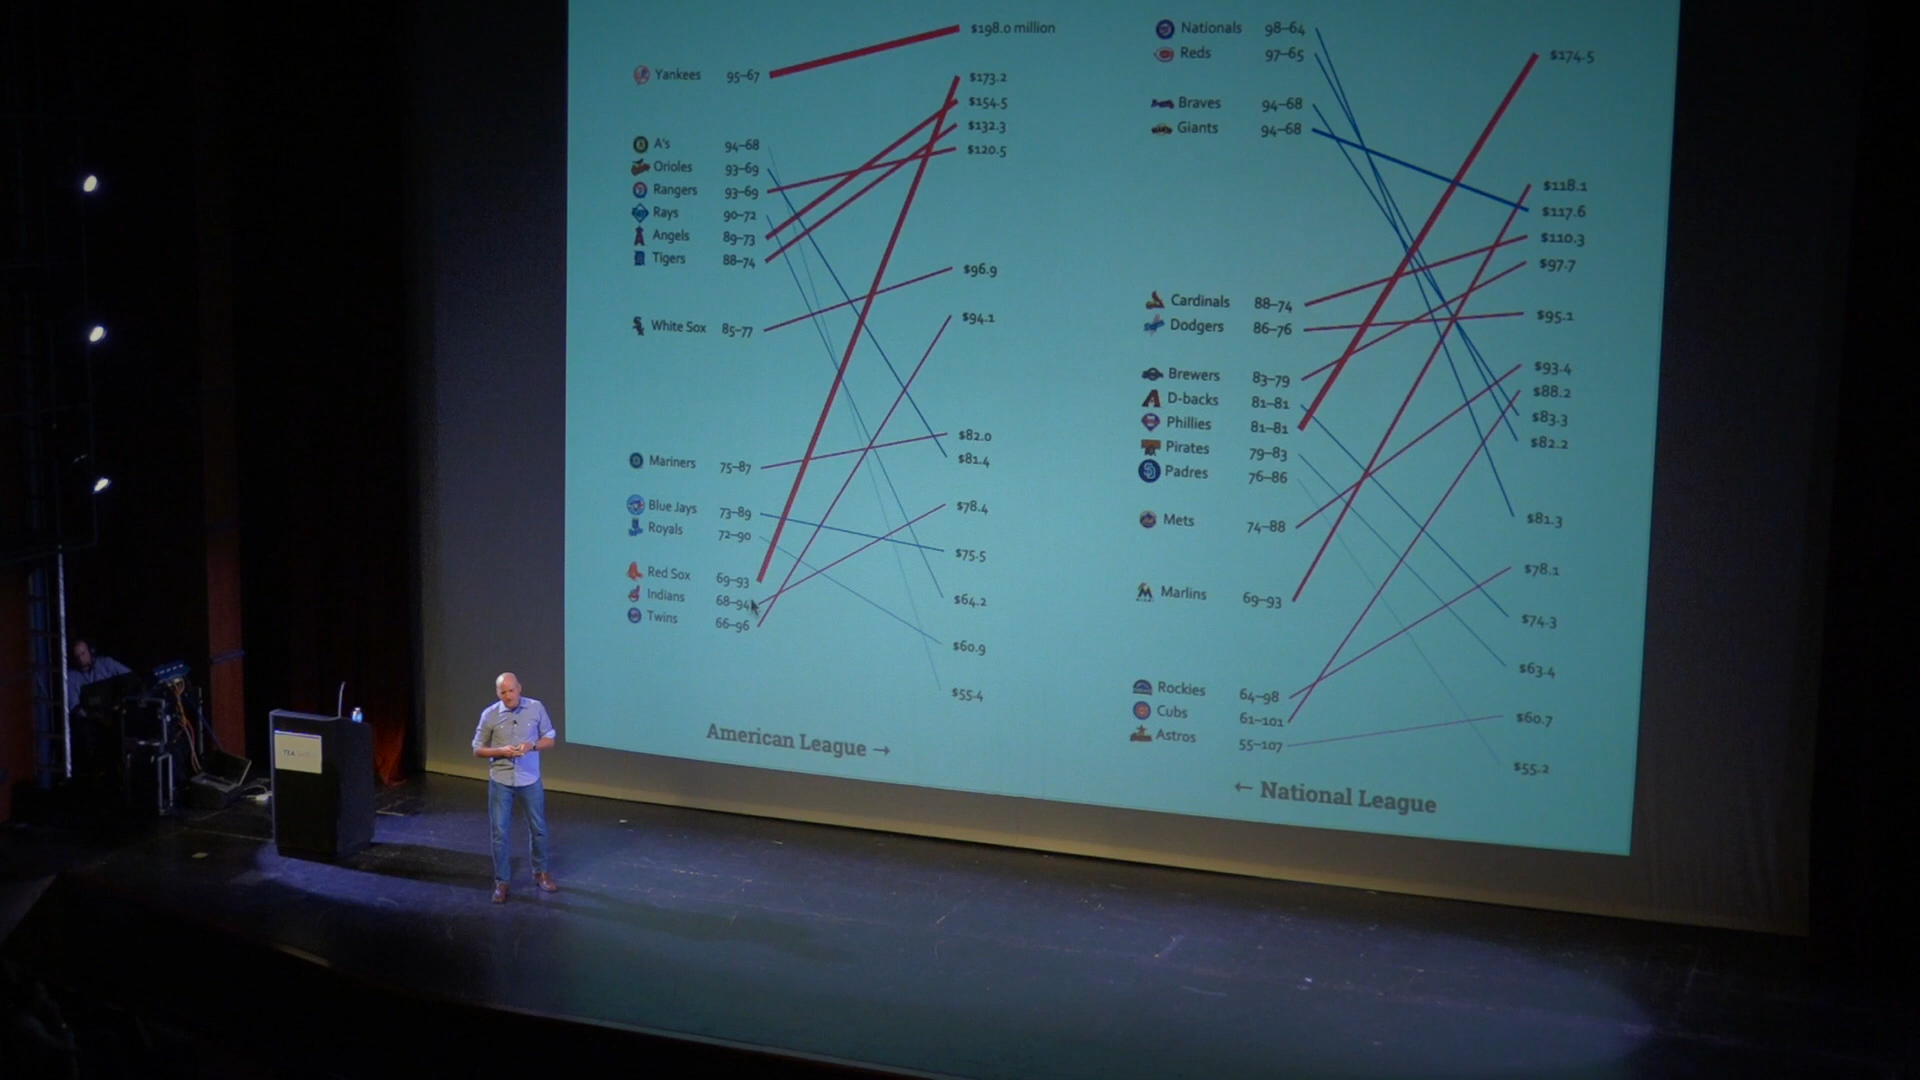 Yankees 95–67
A's 94–68
Orioles 93–69
Rangers 93–69
Rays 90–72
Angels 89–73
Tigers 88–74
White Sox 85–77
Mariners 75–87
Blue Jays 73–89
Royals 72–90
Red Sox 69–93
Indians 68–94
Twins 66–96
$198.0 million
$173.2
$154.5
$132.3
$120.5
$96.9
$94.1
$82.0
$81.4
$78.4
$75.5
$64.2
$60.9
$55.4
American League →
Nationals 98–64
Reds 97–65
Braves 94–68
Giants 94–68
Cardinals 88–74
Dodgers 86–76
Brewers 83–79
D-backs 81–81
Phillies 81–81
Pirates 79–83
Padres 76–86
Mets 74–88
Marlins 69–93
Rockies 64–98
Cubs 61–101
Astros 55–107
$174.5
$118.1
$117.6
$110.3
$97.7
$95.1
$93.4
$88.2
$83.3
$82.2
$81.3
$78.1
$74.3
$63.4
$60.7
$55.2
← National League